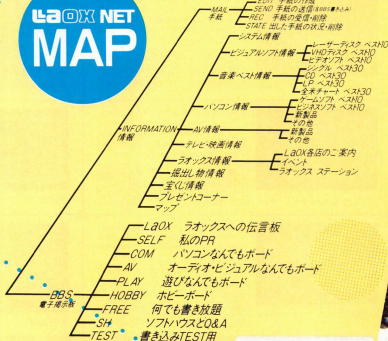 LaOX NET
MAP
EDIT 手紙の作成
MAIL 手紙
SEND 手紙の送信(BBS書き込み)
REC 手紙の受信・削除
STATE 出した手紙の状況・削除
INFORMATION 情報
システム情報
ビジュアルソフト情報
レーザーディスク ベスト10
VHDディスク ベスト10
ビデオソフト ベスト10
音楽ベスト情報
シングル ベスト30
CD ベスト30
LP ベスト30
全米チャート ベスト30
パソコン情報
ゲームソフト ベスト10
ビジネスソフト ベスト10
新製品
その他
AV情報
新製品
その他
テレビ・映画情報
ラオックス情報
LaOX各店のご案内
イベント
ラオックス ステーション
掘出し物情報
宝くじ情報
プレゼントコーナー
マップ
BBS
電子掲示板
LaOX ラオックスへの伝言板
SELF 私のPR
COM パソコンなんでもボード
AV オーディオ・ビジュアルなんでもボード
PLAY 遊びなんでもボード
HOBBY ホビーボード
FREE 何でも書き放題
SH ソフトハウスとQ&A
TEST 書き込みTEST用